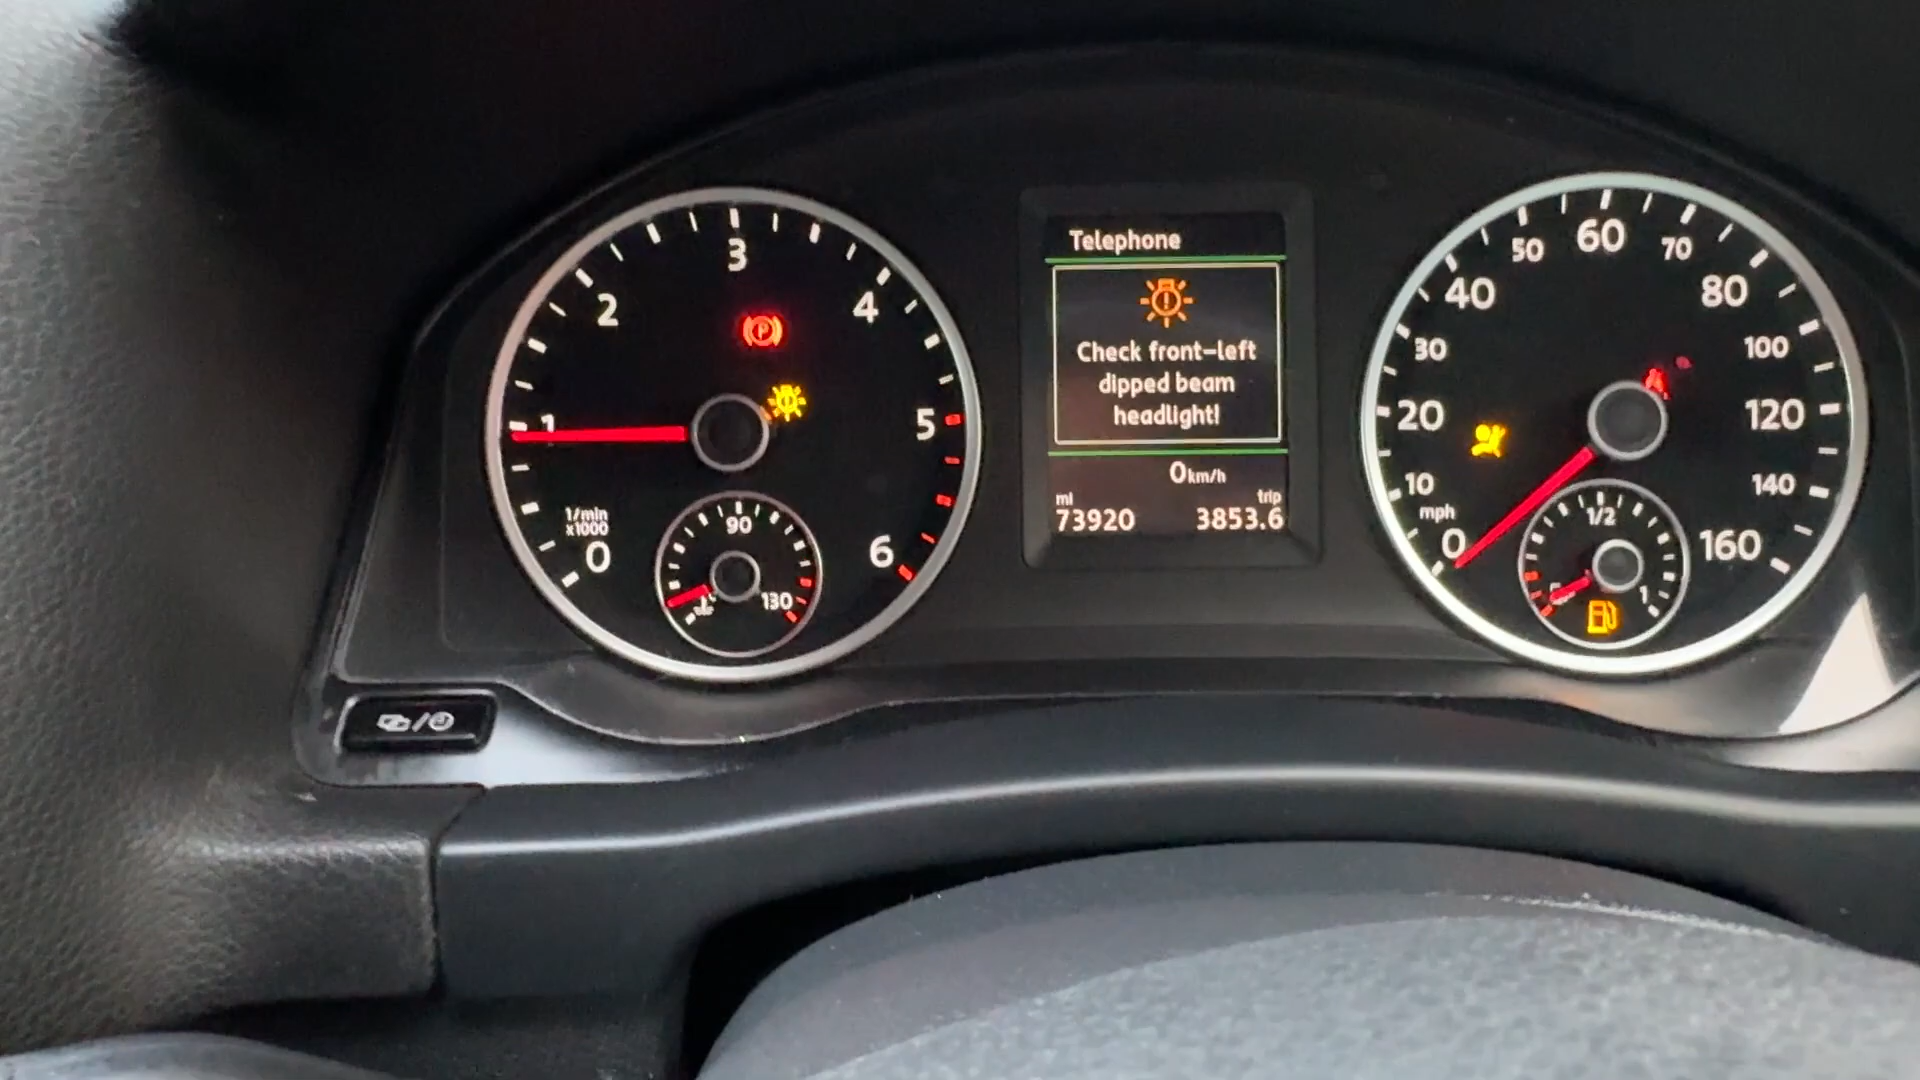 0
1
2
3
4
5
6
1/min
x1000
90
130
Telephone
Check front-left
dipped beam
headlight!
0km/h
mi trip
73920 3853.6
0
10
20
30
40
50
60
70
80
100
120
140
160
mph
1/2
1
P